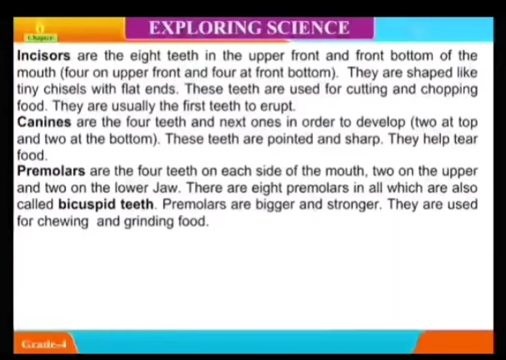 6
Chapter
EXPLORING SCIENCE
Incisors are the eight teeth in the upper front and front bottom of the
mouth (four on upper front and four at front bottom). They are shaped like
tiny chisels with flat ends. These teeth are used for cutting and chopping
food. They are usually the first teeth to erupt.
Canines are the four teeth and next ones in order to develop (two at top
and two at the bottom). These teeth are pointed and sharp. They help tear
food.
Premolars are the four teeth on each side of the mouth, two on the upper
and two on the lower Jaw. There are eight premolars in all which are also
called bicuspid teeth. Premolars are bigger and stronger. They are used
for chewing and grinding food.
Grade-4